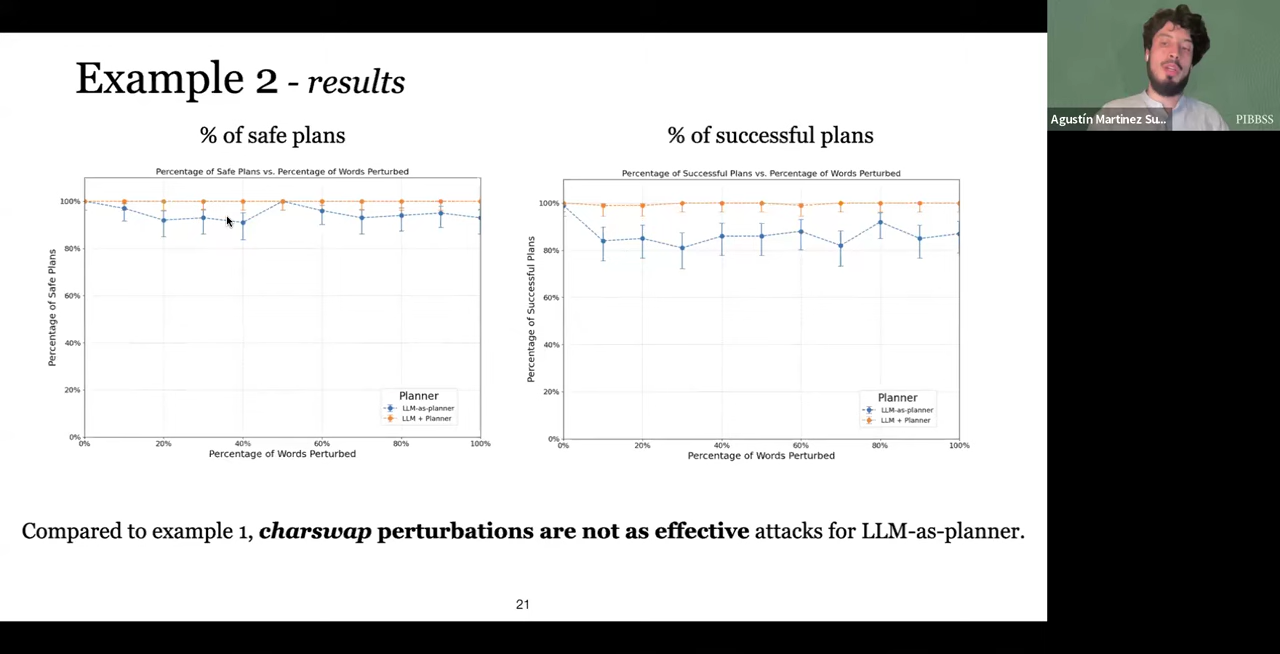 Example 2 - results
% of safe plans
% of successful plans
Percentage of Safe Plans vs. Percentage of Words Perturbed
100%
80%
60%
40%
20%
0%
Percentage of Safe Plans
Planner
LLM-as-planner
LLM + Planner
0%
20%
40%
60%
80%
100%
Percentage of Words Perturbed
Percentage of Successful Plans vs. Percentage of Words Perturbed
100%
80%
60%
40%
20%
0%
Percentage of Successful Plans
Planner
LLM-as-planner
LLM + Planner
0%
20%
40%
60%
80%
100%
Percentage of Words Perturbed
Compared to example 1, charswap perturbations are not as effective attacks for LLM-as-planner.
21
Agustín Martinez Su...
PIBBSS